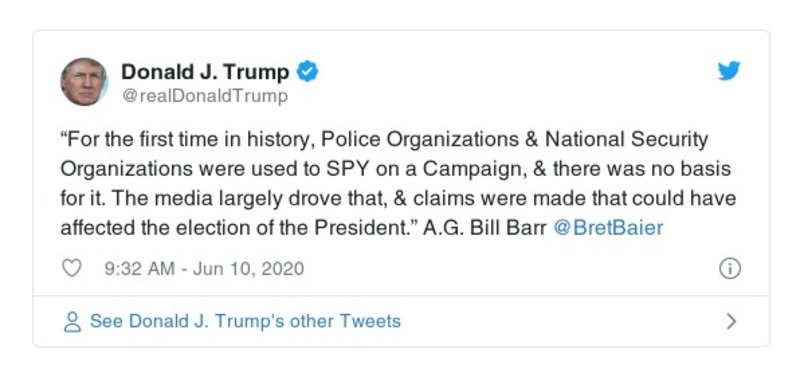 Donald J. Trump
@realDonaldTrump
“For the first time in history, Police Organizations & National Security
Organizations were used to SPY on a Campaign, & there was no basis
for it. The media largely drove that, & claims were made that could have
affected the election of the President.” A.G. Bill Barr @BretBaier
9:32 AM - Jun 10, 2020
See Donald J. Trump's other Tweets